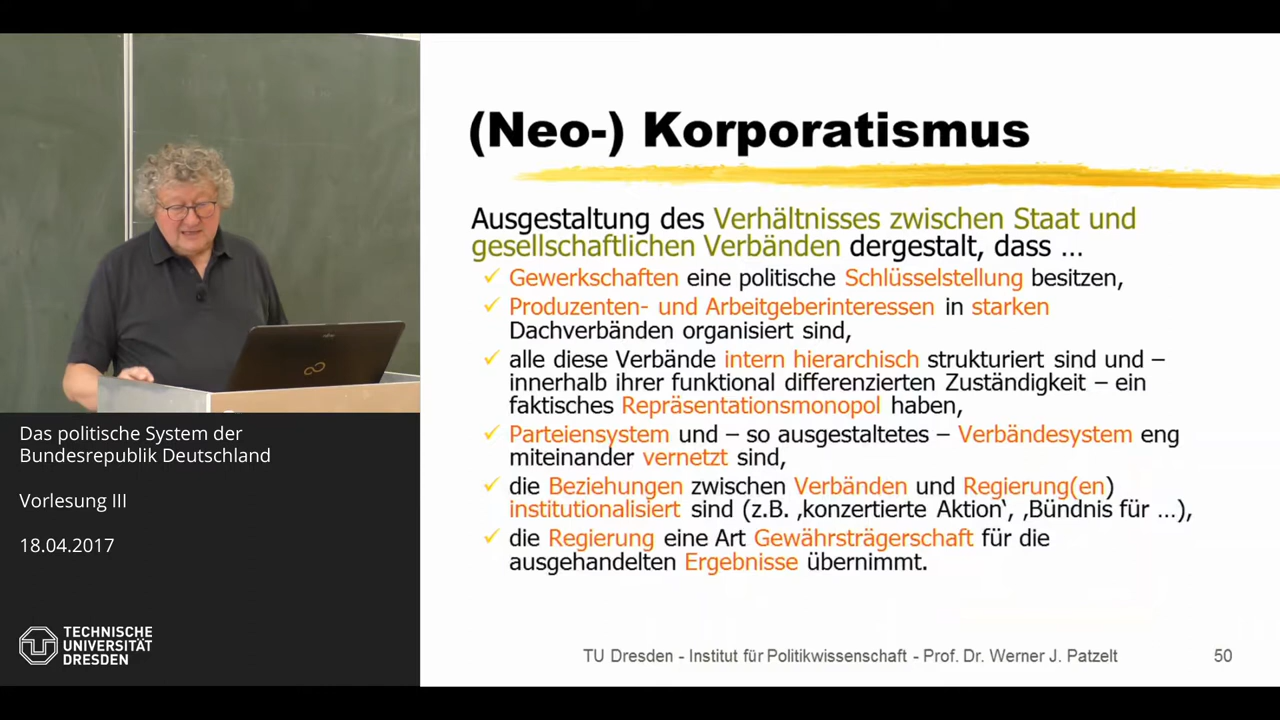 (Neo-) Korporatismus
Ausgestaltung des Verhältnisses zwischen Staat und
gesellschaftlichen Verbänden dergestalt, dass …
Gewerkschaften eine politische Schlüsselstellung besitzen,
Produzenten- und Arbeitgeberinteressen in starken
Dachverbänden organisiert sind,
alle diese Verbände intern hierarchisch strukturiert sind und –
innerhalb ihrer funktional differenzierten Zuständigkeit – ein
faktisches Repräsentationsmonopol haben,
Parteiensystem und – so ausgestaltetes – Verbändesystem eng
miteinander vernetzt sind,
die Beziehungen zwischen Verbänden und Regierung(en)
institutionalisiert sind (z.B. ‚konzertierte Aktion‘, ‚Bündnis für …),
die Regierung eine Art Gewährsträgerschaft für die
ausgehandelten Ergebnisse übernimmt.
TU Dresden - Institut für Politikwissenschaft - Prof. Dr. Werner J. Patzelt 50
Das politische System der
Bundesrepublik Deutschland
Vorlesung III
18.04.2017
TECHNISCHE
UNIVERSITÄT
DRESDEN